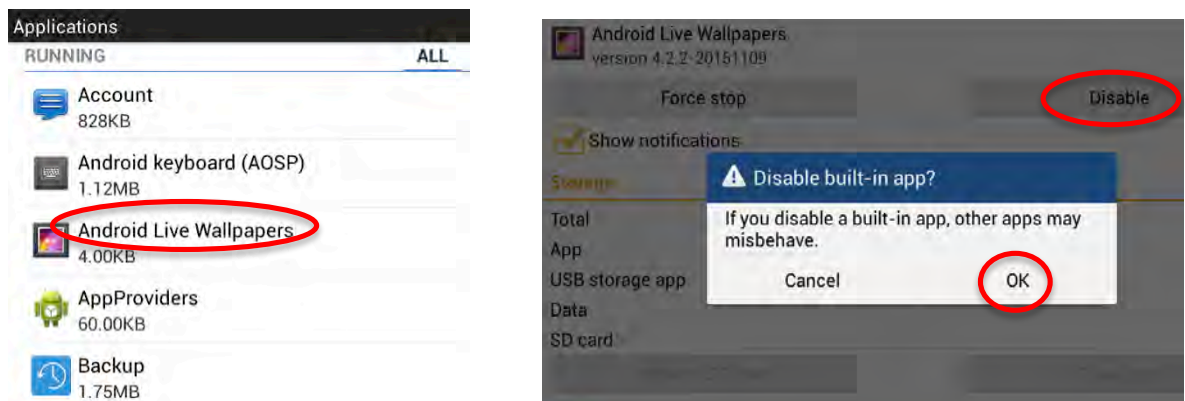 Applications
RUNNING ALL
Account
828KB
Android keyboard (AOSP)
1.12MB
Android Live Wallpapers
4.00KB
AppProviders
60.00KB
Backup
1.75MB
Android Live Wallpapers
version 4.2.2-20151109
Force stop Disable
Show notifications
Storage
Disable built-in app?
If you disable a built-in app, other apps may
misbehave.
Cancel OK
Total
App
USB storage app
Data
SD card